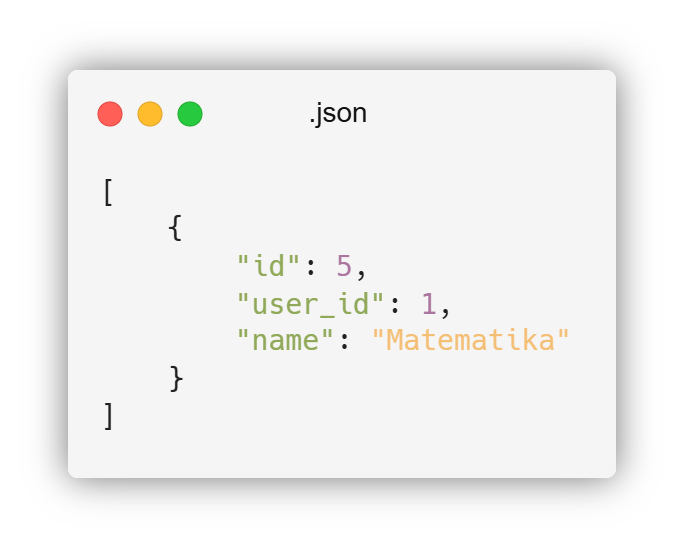 .json
[
    {
        "id": 5,
        "user_id": 1,
        "name": "Matematika"
    }
]